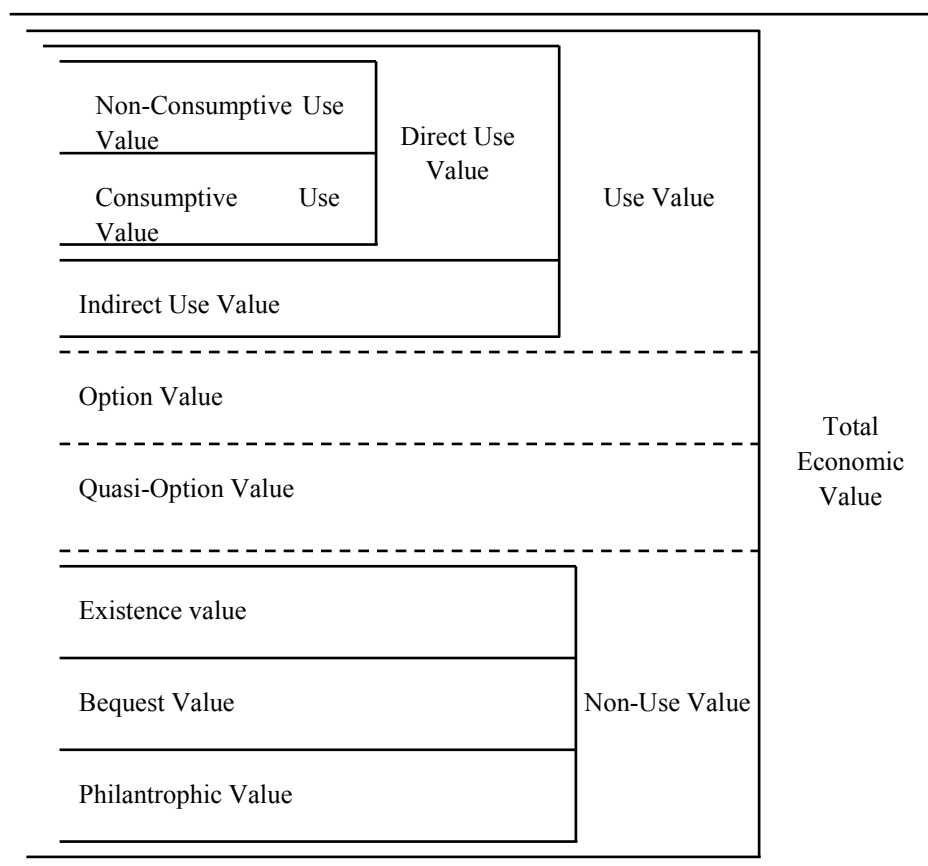 Non-Consumptive Use
Value
Direct Use
Value
Consumptive Use
Value
Use Value
Indirect Use Value
Option Value
Total
Economic
Value
Quasi-Option Value
Existence value
Bequest Value
Non-Use Value
Philantrophic Value